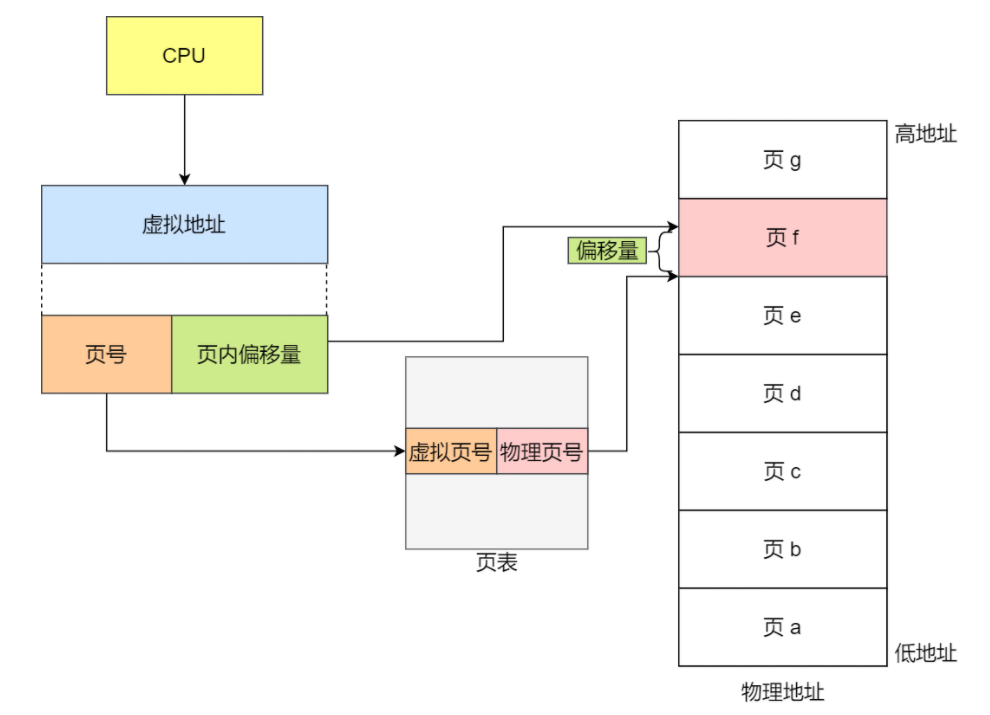 CPU
虚拟地址
页号
页内偏移量
虚拟页号
物理页号
页表
偏移量
高地址
页 g
页 f
页 e
页 d
页 c
页 b
页 a
低地址
物理地址